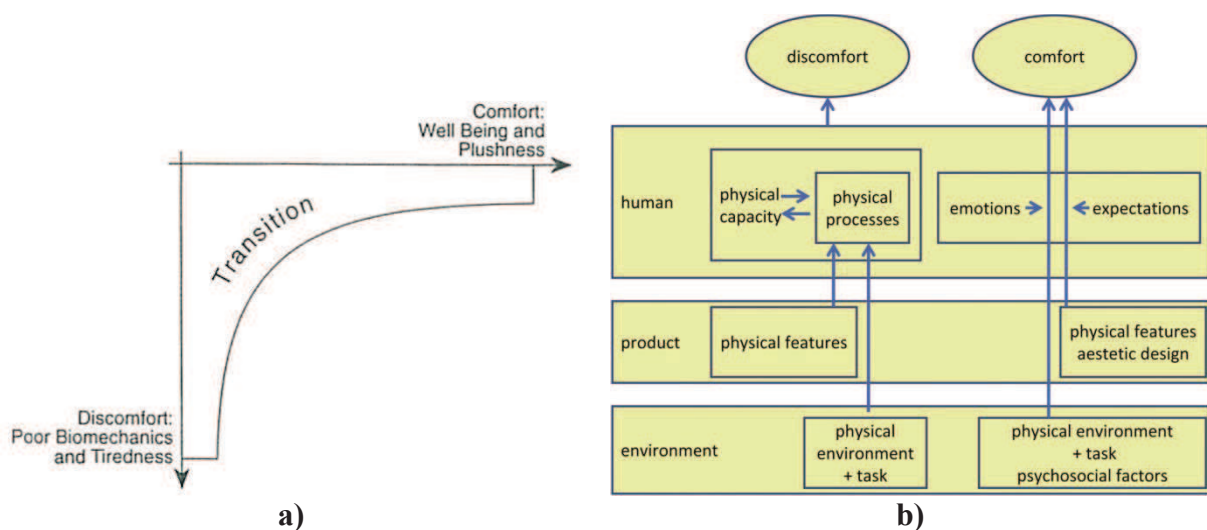 Comfort:
Well Being and
Plushness
Transition
Discomfort:
Poor Biomechanics
and Tiredness
a)
discomfort
comfort
human
physical
capacity
physical
processes
emotions
expectations
product
physical features
physical features
aestetic design
environment
physical
environment
+ task
physical environment
+ task
psychosocial factors
b)